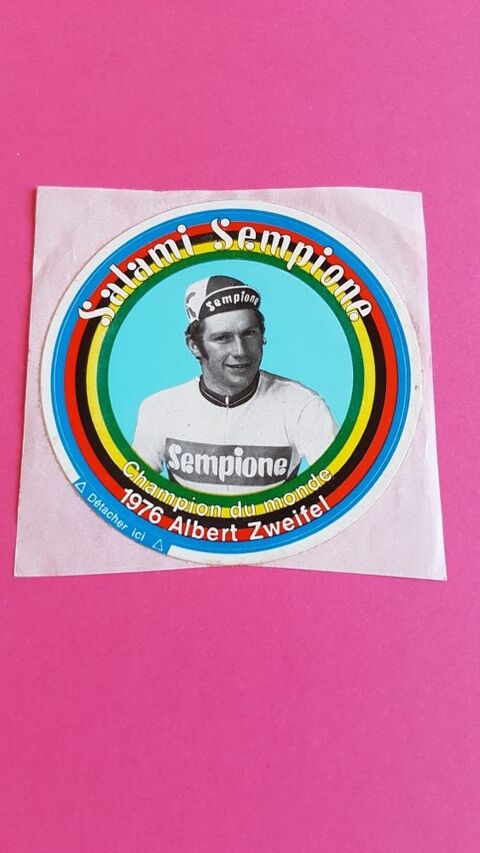 Salami Sempione
Sempione
Sempione
Champion du monde
1976 Albert Zweifel
△ Détacher ici △